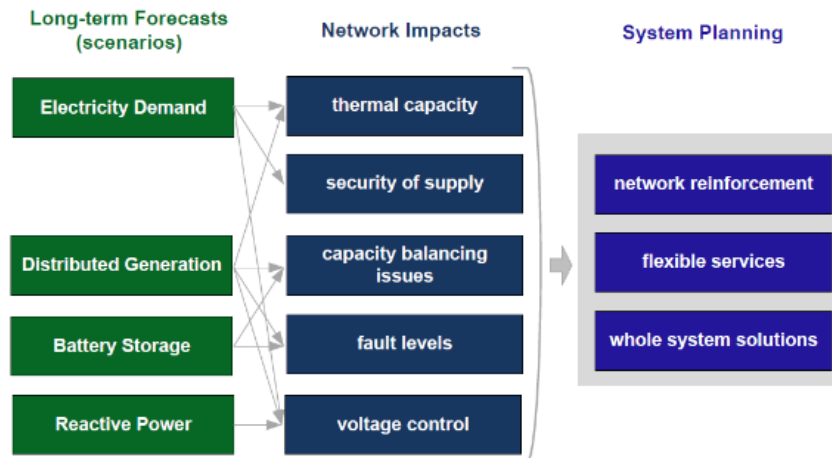 Long-term Forecasts
(scenarios)
Network Impacts
System Planning
Electricity Demand
thermal capacity
security of supply
network reinforcement
Distributed Generation
capacity balancing
issues
flexible services
Battery Storage
fault levels
whole system solutions
Reactive Power
voltage control